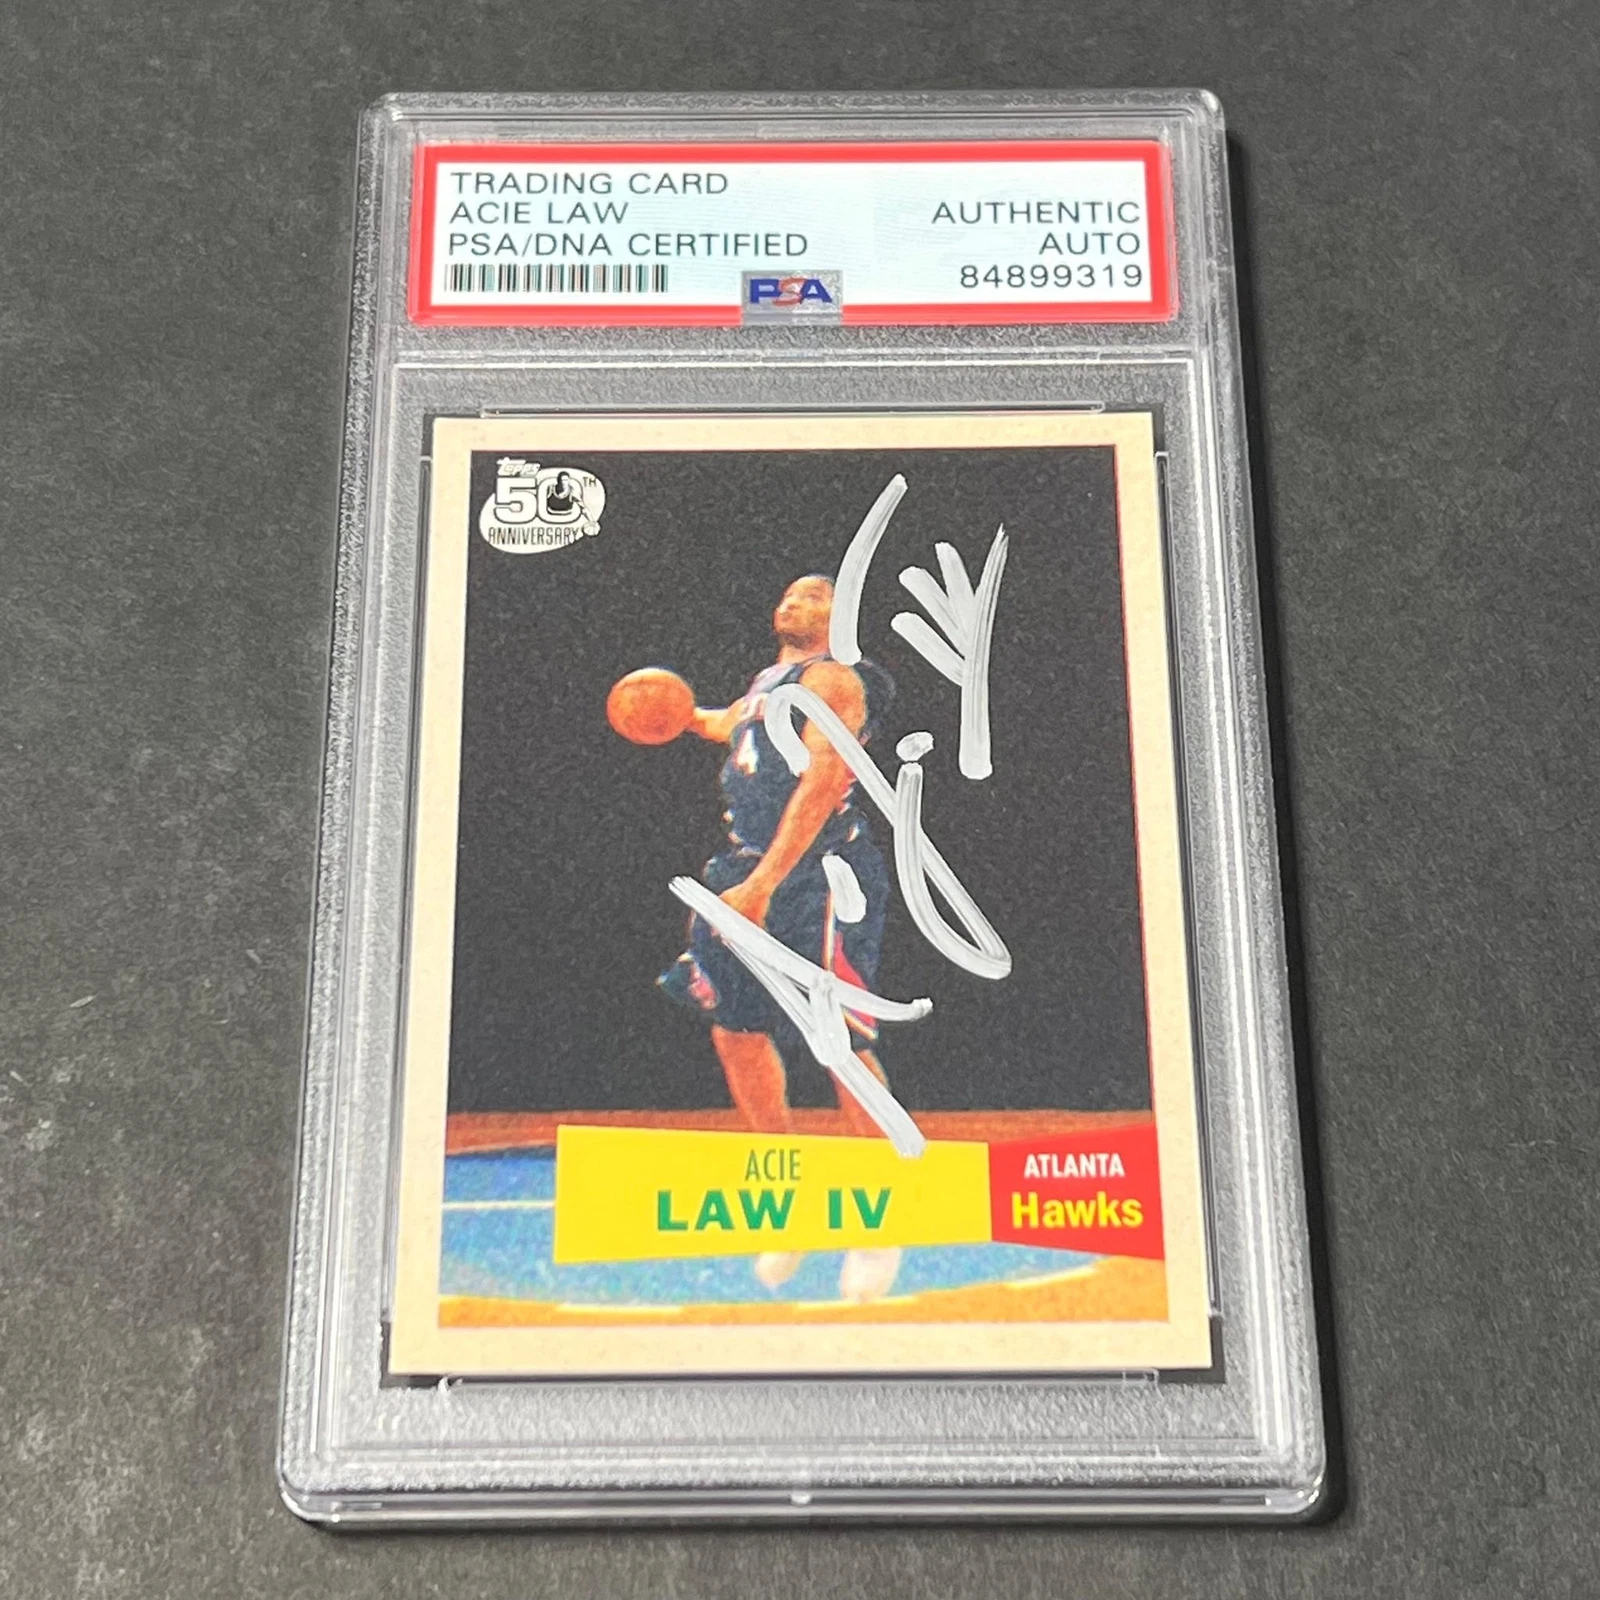 TRADING CARD
ACIE LAW
PSA/DNA CERTIFIED
AUTHENTIC
AUTO
84899319
PSA
Topps
50TH
ANNIVERSARY
4
ACIE
LAW IV
ATLANTA
Hawks